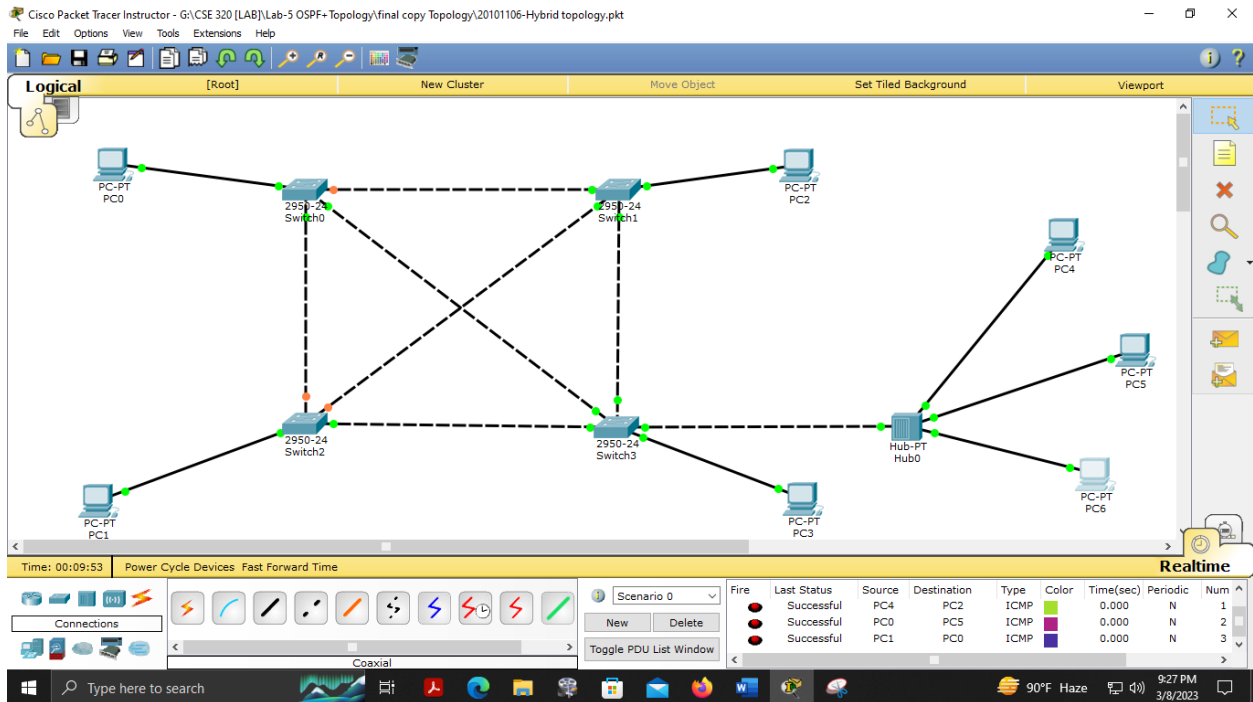 Cisco Packet Tracer Instructor - G:\CSE 320 [LAB]\Lab-5 OSPF+Topology\final copy Topology\20101106-Hybrid topology.pkt
File Edit Options View Tools Extensions Help
Logical [Root] New Cluster Move Object Set Tiled Background Viewport
PC-PT
PC0
2950-24
Switch0
2950-24
Switch1
PC-PT
PC2
PC-PT
PC4
PC-PT
PC5
2950-24
Switch2
2950-24
Switch3
Hub-PT
Hub0
PC-PT
PC6
PC-PT
PC1
PC-PT
PC3
Time: 00:09:53 Power Cycle Devices Fast Forward Time Realtime
Connections
Coaxial
Scenario 0
New Delete
Toggle PDU List Window
Fire Last Status Source Destination Type Color Time(sec) Periodic Num
Successful PC4 PC2 ICMP 0.000 N 1
Successful PC0 PC5 ICMP 0.000 N 2
Successful PC1 PC0 ICMP 0.000 N 3
Type here to search
90°F Haze
9:27 PM
3/8/2023